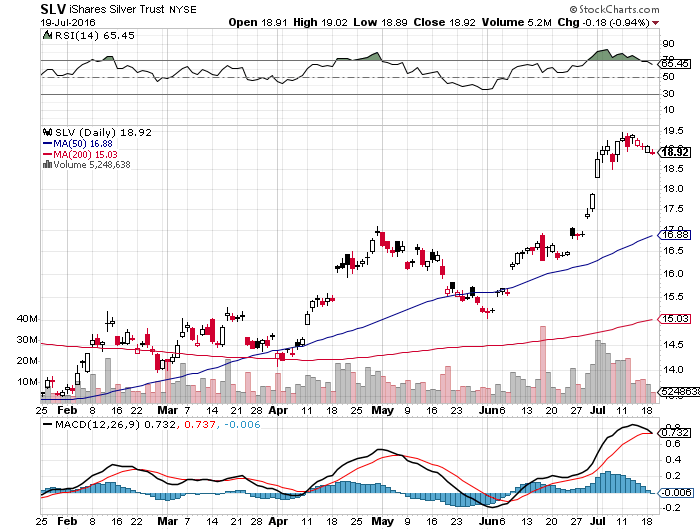 SLV iShares Silver Trust NYSE © StockCharts.com
19-Jul-2016 Open 18.91 High 19.02 Low 18.89 Close 18.92 Volume 5.2M Chg -0.18 (-0.94%)
RSI(14) 65.45
90
70
65.45
50
30
10
SLV (Daily) 18.92
MA(50) 16.88
MA(200) 15.03
Volume 5,248,638
19.5
19.0
18.92
18.5
18.0
17.5
17.0
16.88
16.5
16.0
15.5
15.03
14.5
14.0
13.5
5248638
40M
30M
20M
10M
25 Feb 8 16 22 Mar 7 14 21 28 Apr 11 18 25 May 9 16 23 Jun 6 13 20 27 Jul 11 18
MACD(12,26,9) 0.732, 0.737, -0.006
0.8
0.732
0.6
0.4
0.2
-0.006
-0.2
25 Feb 8 16 22 Mar 7 14 21 28 Apr 11 18 25 May 9 16 23 Jun 6 13 20 27 Jul 11 18